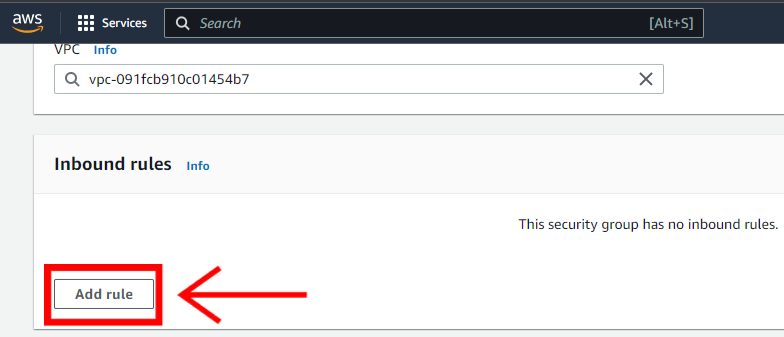 aws
Services
Search
[Alt+S]
VPC Info
vpc-091fcb910c01454b7
Inbound rules Info
This security group has no inbound rules.
Add rule